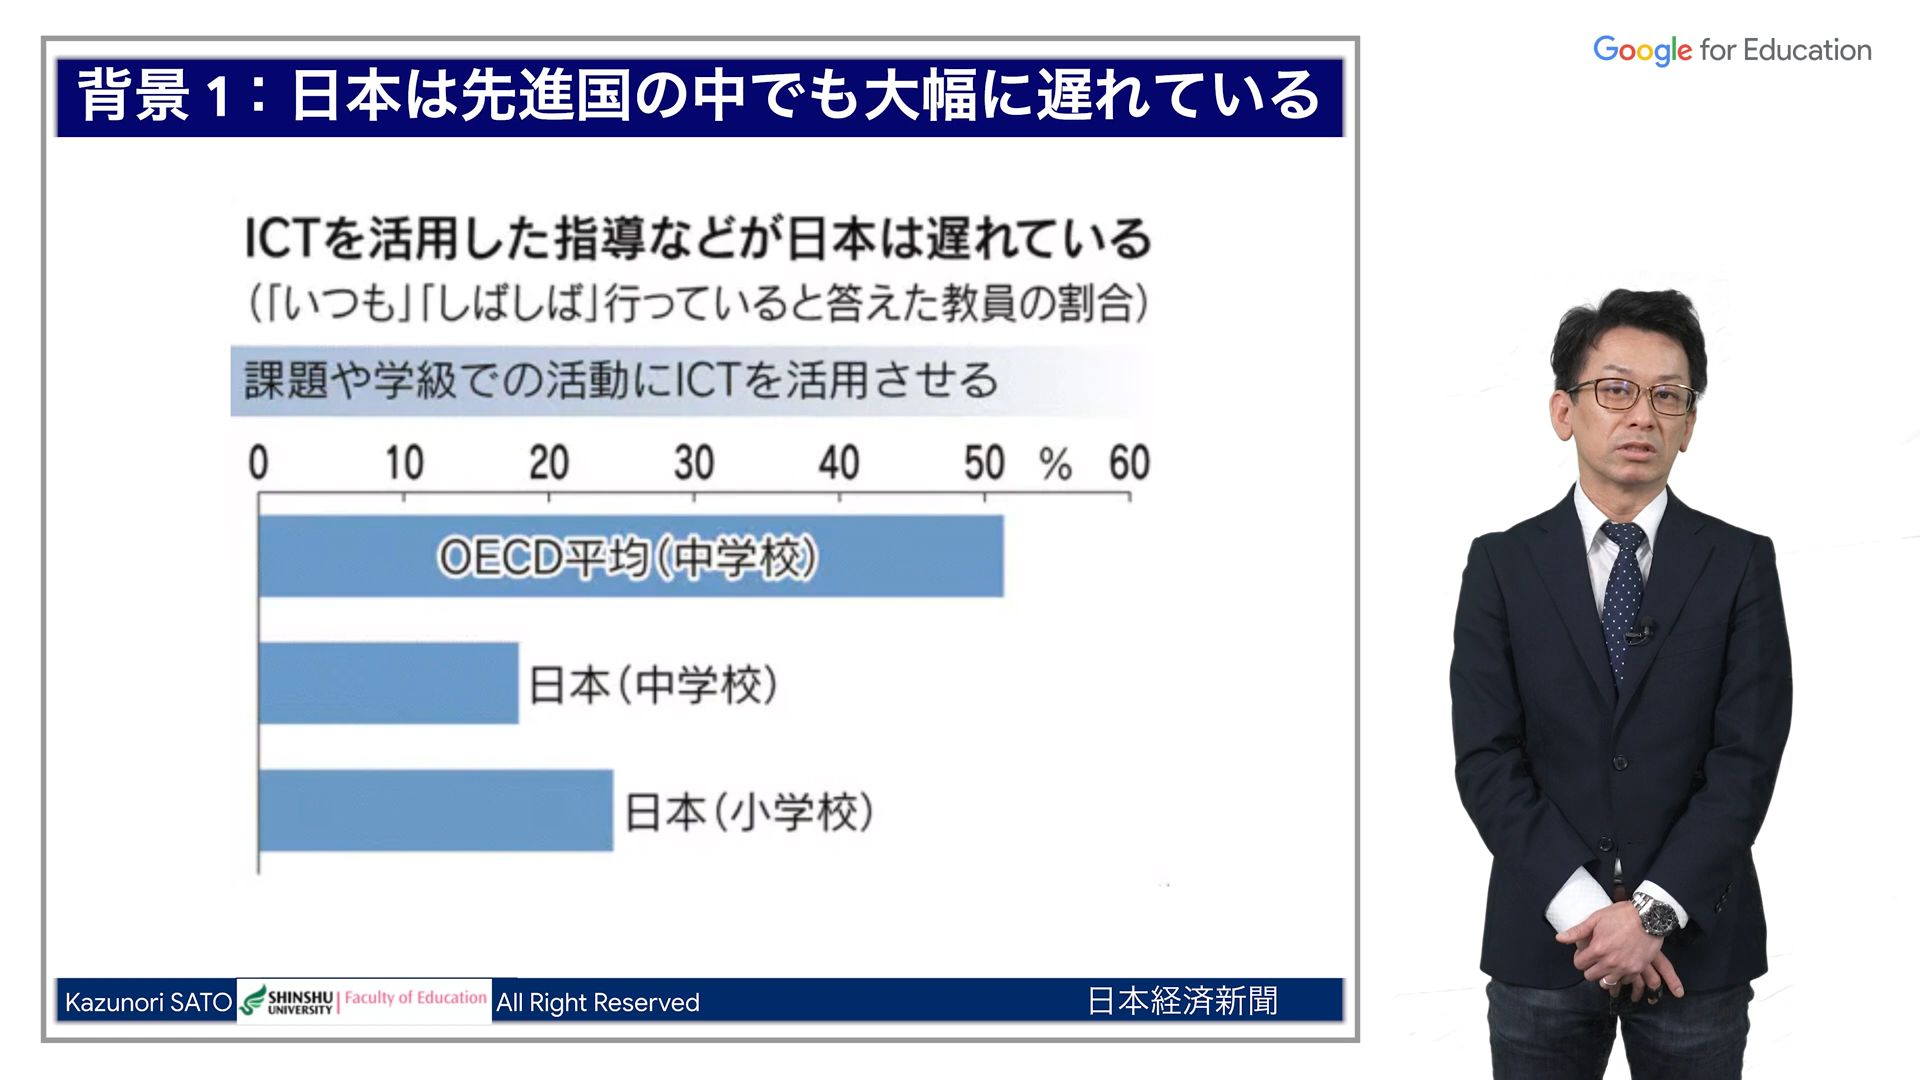 Google for Education
背景1：日本は先進国の中でも大幅に遅れている
ICTを活用した指導などが日本は遅れている
（｢いつも｣｢しばしば｣行っていると答えた教員の割合）
課題や学級での活動にICTを活用させる
0 10 20 30 40 50 % 60
OECD平均（中学校）
日本（中学校）
日本（小学校）
Kazunori SATO SHINSHU UNIVERSITY Faculty of Education All Right Reserved 日本経済新聞